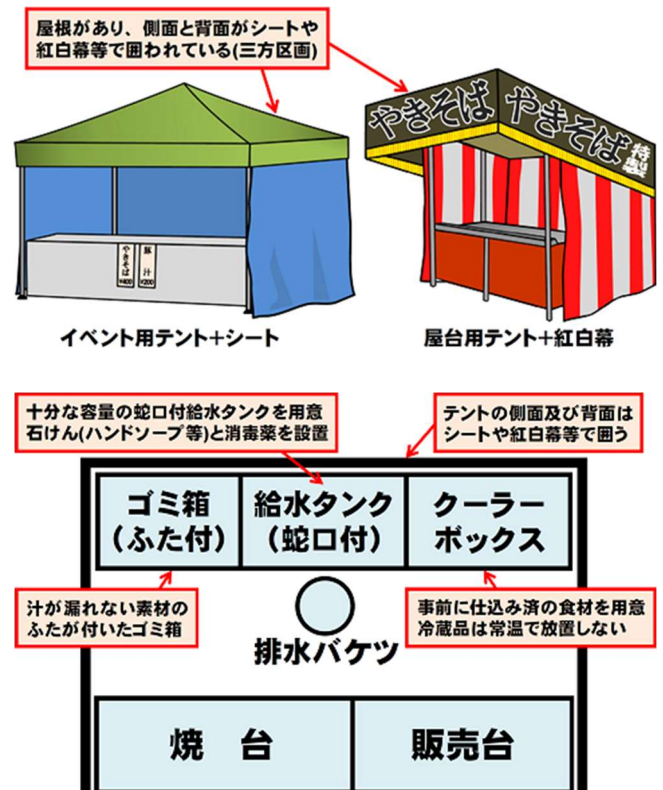 屋根があり、側面と背面がシートや
紅白幕等で囲われている(三方区画)
やきそば
やきそば
特製
やきそば
¥400
豚汁
¥200
イベント用テント+シート
屋台用テント+紅白幕
十分な容量の蛇口付給水タンクを用意
石けん(ハンドソープ等)と消毒薬を設置
テントの側面及び背面は
シートや紅白幕等で囲う
ゴミ箱
(ふた付)
給水タンク
(蛇口付)
クーラー
ボックス
汁が漏れない素材の
ふたが付いたゴミ箱
排水バケツ
事前に仕込み済の食材を用意
冷蔵品は常温で放置しない
焼 台
販売台